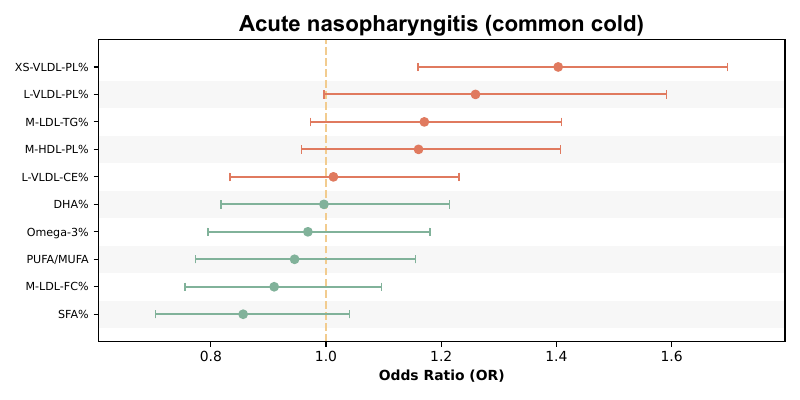 Acute nasopharyngitis (common cold)
XS-VLDL-PL%
L-VLDL-PL%
M-LDL-TG%
M-HDL-PL%
L-VLDL-CE%
DHA%
Omega-3%
PUFA/MUFA
M-LDL-FC%
SFA%
0.8 1.0 1.2 1.4 1.6
Odds Ratio (OR)